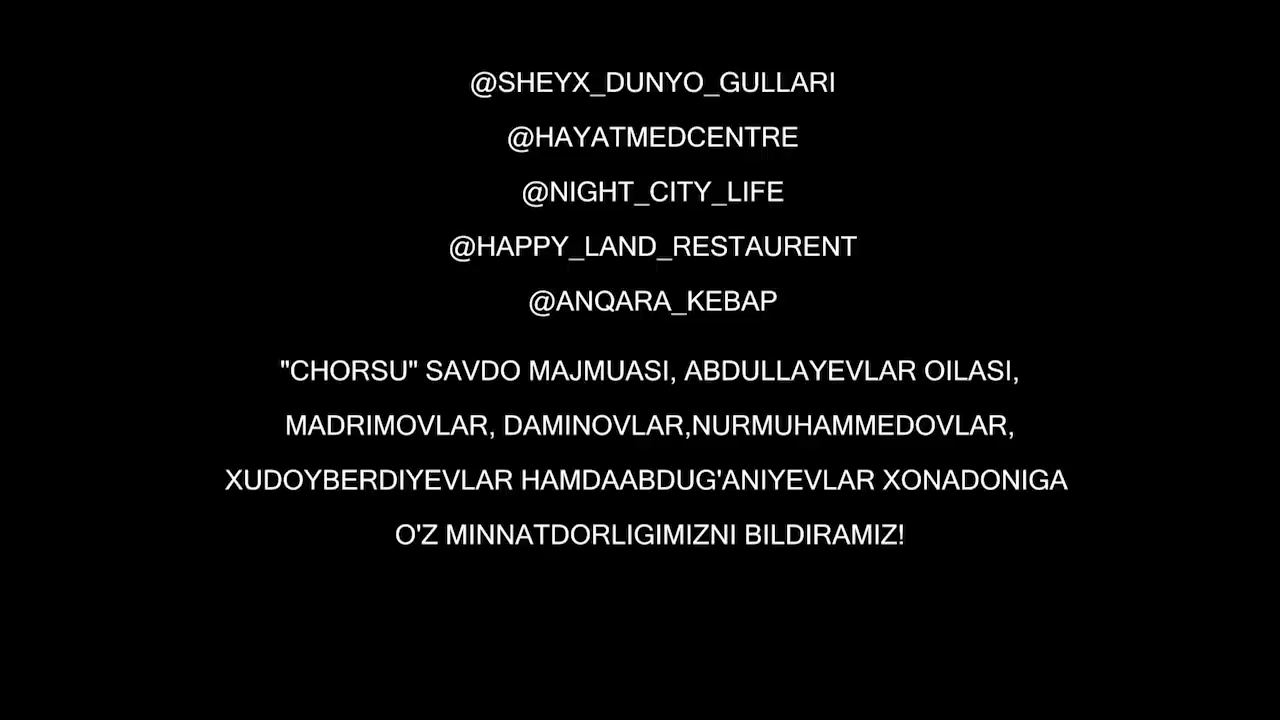 @SHEYX_DUNYO_GULLARI
@HAYATMEDCENTRE
@NIGHT_CITY_LIFE
@HAPPY_LAND_RESTAURENT
@ANQARA_KEBAP
"CHORSU" SAVDO MAJMUASI, ABDULLAYEVLAR OILASI,
MADRIMOVLAR, DAMINOVLAR,NURMUHAMMEDOVLAR,
XUDOYBERDIYEVLAR HAMDAABDUG'ANIYEVLAR XONADONIGA
O'Z MINNATDORLIGIMIZNI BILDIRAMIZ!